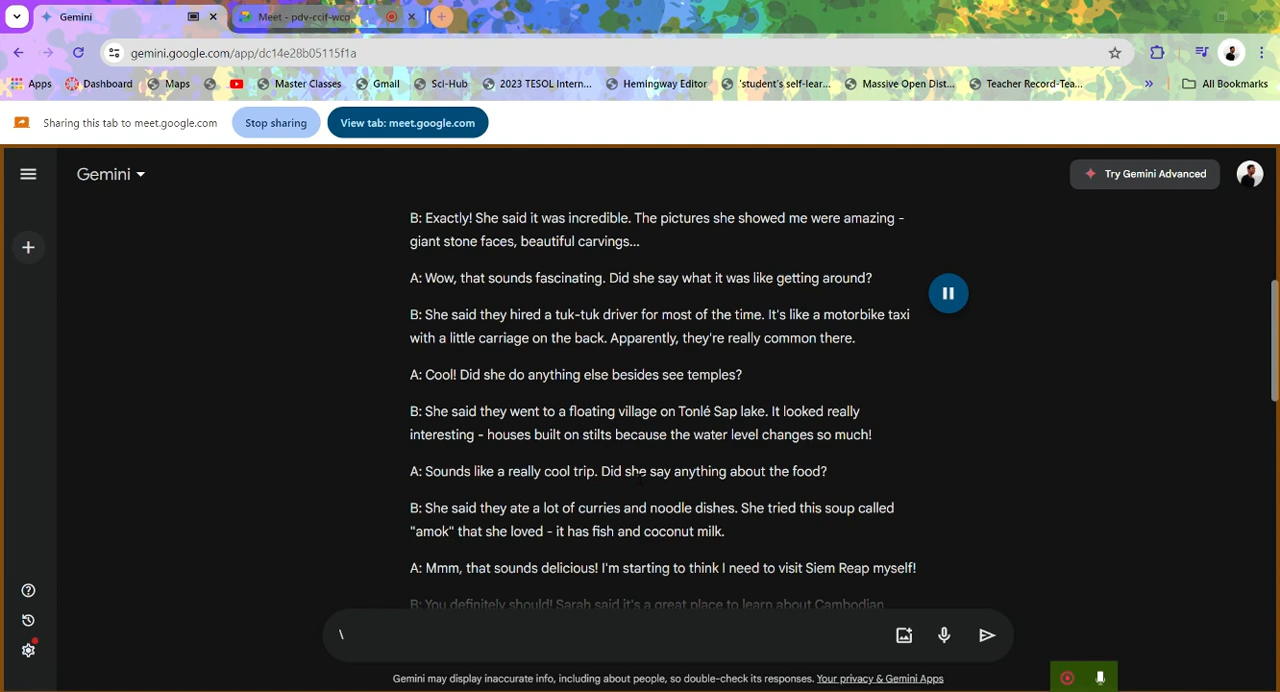 Gemini
Meet - pdv-ccif-wcq
gemini.google.com/app/dc14e28b05115f1a
Apps
Dashboard
Maps
Master Classes
Gmail
Sci-Hub
2023 TESOL Intern...
Hemingway Editor
'student's self-lear...
Massive Open Dist...
Teacher Record-Tea...
»
All Bookmarks
Sharing this tab to meet.google.com
Stop sharing
View tab: meet.google.com
Gemini
Try Gemini Advanced
B: Exactly! She said it was incredible. The pictures she showed me were amazing -
giant stone faces, beautiful carvings...
A: Wow, that sounds fascinating. Did she say what it was like getting around?
B: She said they hired a tuk-tuk driver for most of the time. It's like a motorbike taxi
with a little carriage on the back. Apparently, they're really common there.
A: Cool! Did she do anything else besides see temples?
B: She said they went to a floating village on Tonlé Sap lake. It looked really
interesting - houses built on stilts because the water level changes so much!
A: Sounds like a really cool trip. Did she say anything about the food?
B: She said they ate a lot of curries and noodle dishes. She tried this soup called
"amok" that she loved - it has fish and coconut milk.
A: Mmm, that sounds delicious! I'm starting to think I need to visit Siem Reap myself!
B: You definitely should! Sarah said it's a great place to learn about Cambodian
\
Gemini may display inaccurate info, including about people, so double-check its responses. Your privacy & Gemini Apps